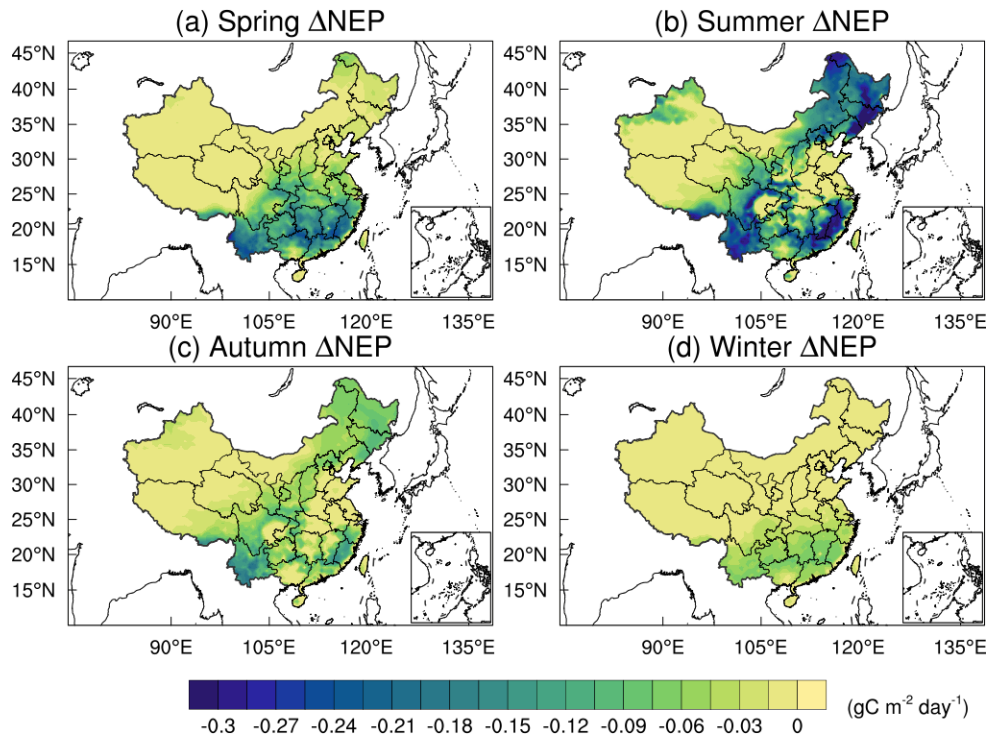 (a) Spring ΔNEP
(b) Summer ΔNEP
45°N
40°N
35°N
30°N
25°N
20°N
15°N
45°N
40°N
35°N
30°N
25°N
20°N
15°N
90°E 105°E 120°E 135°E
90°E 105°E 120°E 135°E
(c) Autumn ΔNEP
(d) Winter ΔNEP
45°N
40°N
35°N
30°N
25°N
20°N
15°N
45°N
40°N
35°N
30°N
25°N
20°N
15°N
90°E 105°E 120°E 135°E
90°E 105°E 120°E 135°E
-0.3 -0.27 -0.24 -0.21 -0.18 -0.15 -0.12 -0.09 -0.06 -0.03 0
(gC m⁻² day⁻¹)